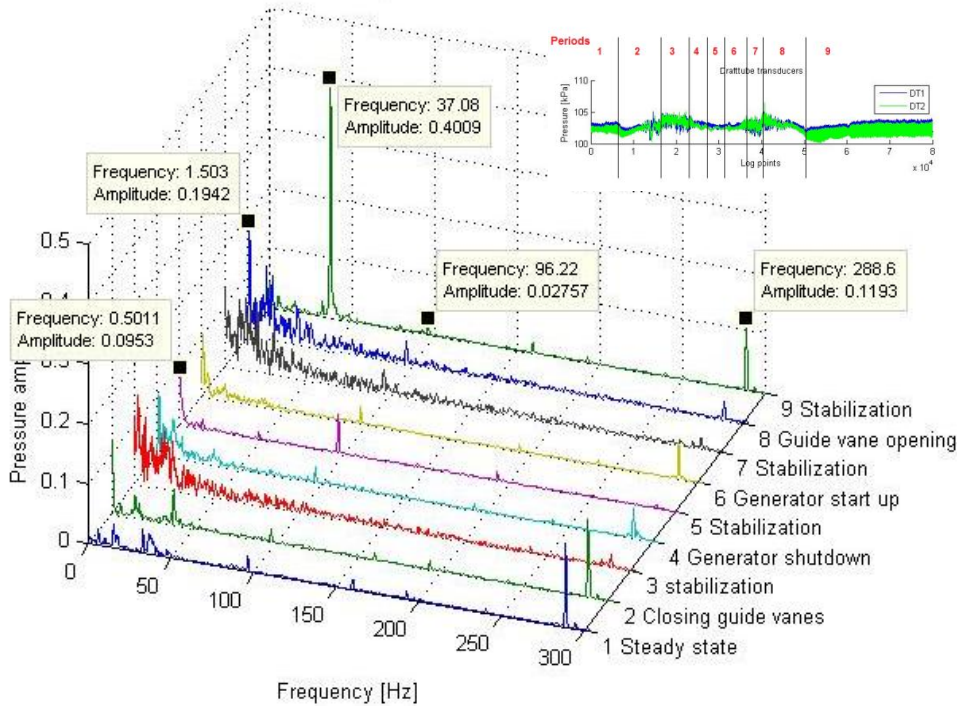 Periods
1 2 3 4 5 6 7 8 9
Drafttube transducers
110
105
100
Pressure [kPa]
DT1
DT2
0 1 2 3 4 5 6 7 8
Log points
x 10^4
Frequency: 37.08
Amplitude: 0.4009
Frequency: 1.503
Amplitude: 0.1942
Frequency: 96.22
Amplitude: 0.02757
Frequency: 288.6
Amplitude: 0.1193
Frequency: 0.5011
Amplitude: 0.0953
0.5
0.2
0.1
0
Pressure amp
0
50
100
150
200
250
300
Frequency [Hz]
9 Stabilization
8 Guide vane opening
7 Stabilization
6 Generator start up
5 Stabilization
4 Generator shutdown
3 stabilization
2 Closing guide vanes
1 Steady state